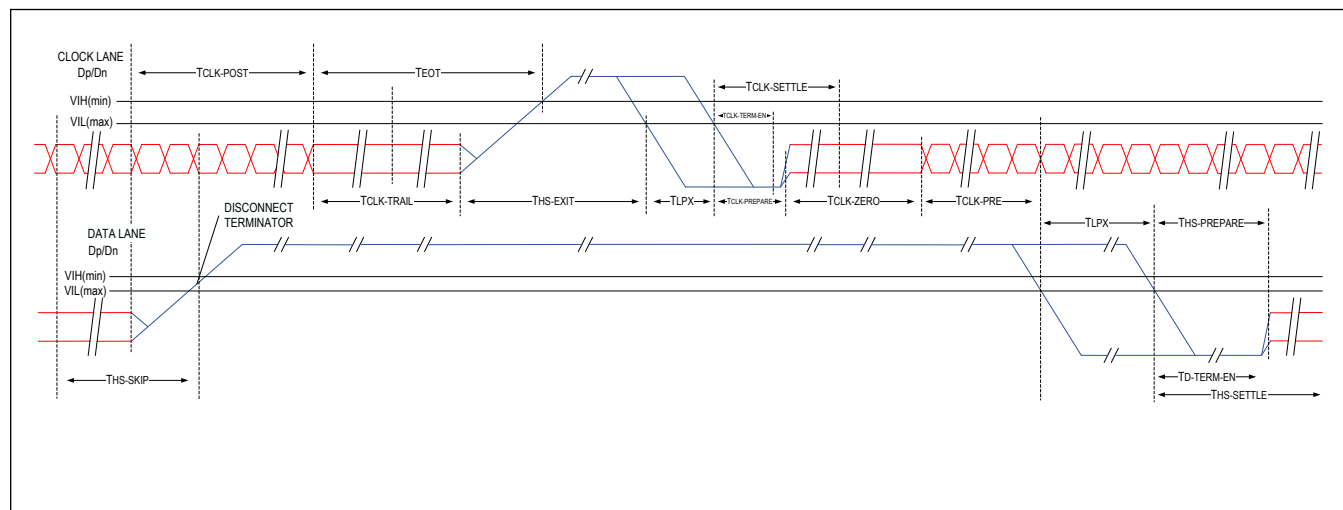 CLOCK LANE
Dp/Dn
TCLK-POST
TEOT
TCLK-SETTLE
VIH(min)
VIL(max)
TCLK-TERM-EN
TCLK-TRAIL
THS-EXIT
TLPX
TCLK-PREPARE
TCLK-ZERO
TCLK-PRE
DISCONNECT
TERMINATOR
DATA LANE
Dp/Dn
TLPX
THS-PREPARE
VIH(min)
VIL(max)
THS-SKIP
TD-TERM-EN
THS-SETTLE